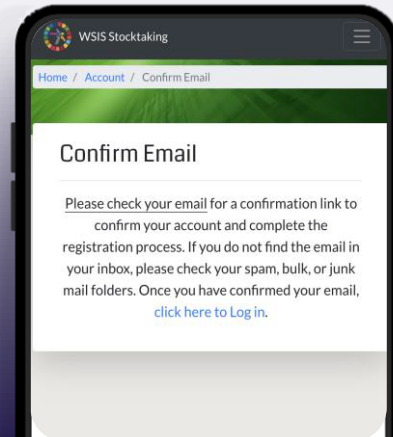 WSIS Stocktaking
Home / Account / Confirm Email
Confirm Email
Please check your email for a confirmation link to
confirm your account and complete the
registration process. If you do not find the email in
your inbox, please check your spam, bulk, or junk
mail folders. Once you have confirmed your email,
click here to Log in.